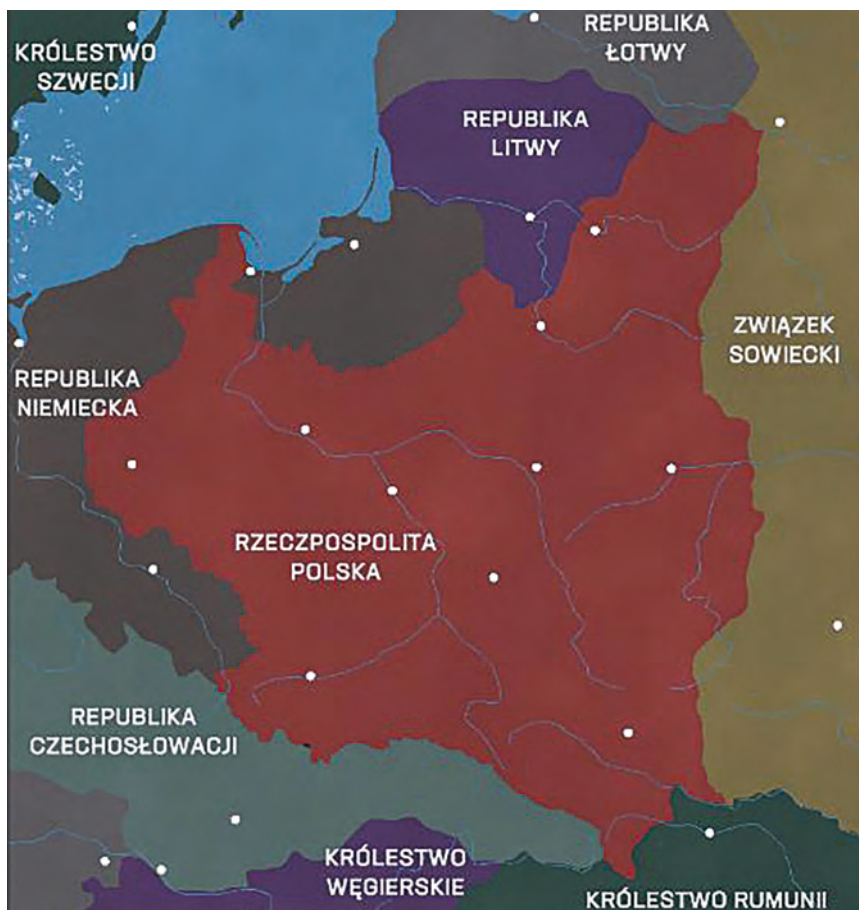 KRÓLESTWO
SZWECJI
REPUBLIKA
ŁOTWY
REPUBLIKA
LITWY
ZWIĄZEK
SOWIECKI
REPUBLIKA
NIEMIECKA
RZECZPOSPOLITA
POLSKA
REPUBLIKA
CZECHOSŁOWACJI
KRÓLESTWO
WĘGIERSKIE
KRÓLESTWO RUMUNII